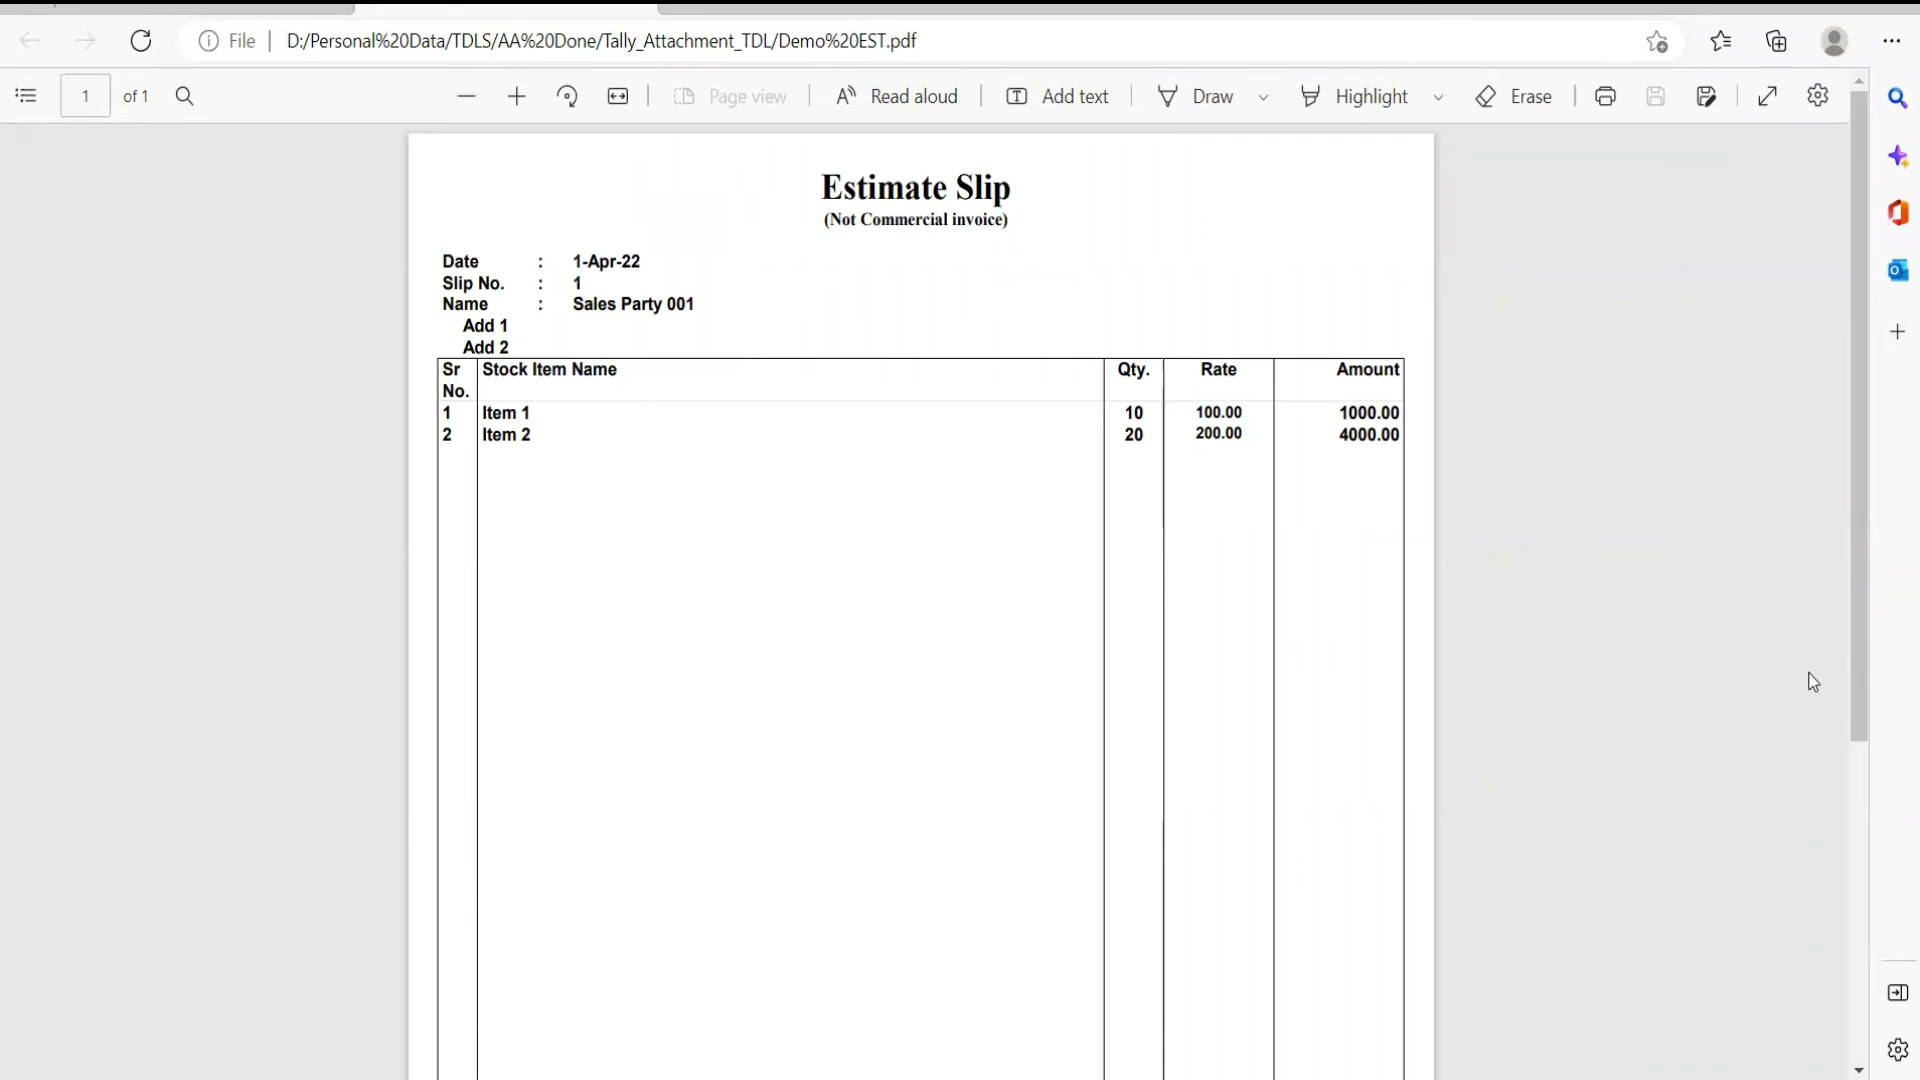 File
D:/Personal%20Data/TDLS/AA%20Done/Tally_Attachment_TDL/Demo%20EST.pdf
1 of 1
Page view
Read aloud
Add text
Draw
Highlight
Erase
Estimate Slip
(Not Commercial invoice)
Date : 1-Apr-22
Slip No. : 1
Name : Sales Party 001
Add 1
Add 2
Sr No. Stock Item Name Qty. Rate Amount
1 Item 1 10 100.00 1000.00
2 Item 2 20 200.00 4000.00